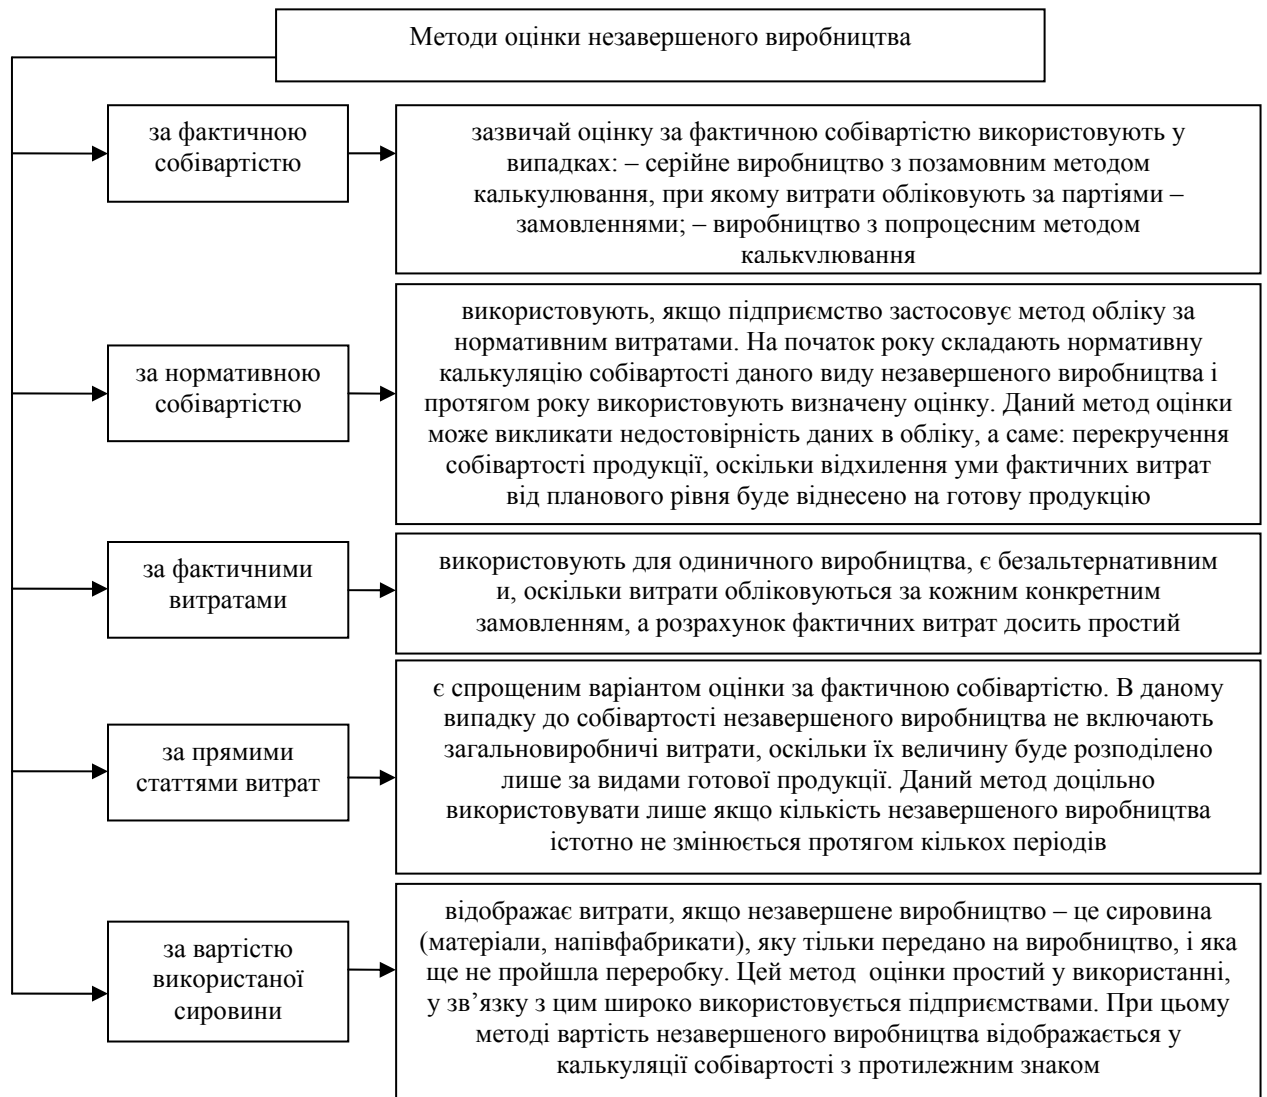 Методи оцінки незавершеного виробництва
за фактичною
собівартістю
зазвичай оцінку за фактичною собівартістю використовують у
випадках: – серійне виробництво з позамовним методом
калькулювання, при якому витрати обліковують за партіями –
замовленнями; – виробництво з попроцесним методом
калькулювання
за нормативною
собівартістю
використовують, якщо підприємство застосовує метод обліку за
нормативним витратами. На початок року складають нормативну
калькуляцію собівартості даного виду незавершеного виробництва і
протягом року використовують визначену оцінку. Даний метод оцінки
може викликати недостовірність даних в обліку, а саме: перекручення
собівартості продукції, оскільки відхилення уми фактичних витрат
від планового рівня буде віднесено на готову продукцію
за фактичними
витратами
використовують для одиничного виробництва, є безальтернативним
и, оскільки витрати обліковуються за кожним конкретним
замовленням, а розрахунок фактичних витрат досить простий
за прямими
статтями витрат
є спрощеним варіантом оцінки за фактичною собівартістю. В даному
випадку до собівартості незавершеного виробництва не включають
загальновиробничі витрати, оскільки їх величину буде розподілено
лише за видами готової продукції. Даний метод доцільно
використовувати лише якщо кількість незавершеного виробництва
істотно не змінюється протягом кількох періодів
за вартістю
використаної
сировини
відображає витрати, якщо незавершене виробництво – це сировина
(матеріали, напівфабрикати), яку тільки передано на виробництво, і яка
ще не пройшла переробку. Цей метод оцінки простий у використанні,
у зв’язку з цим широко використовується підприємствами. При цьому
методі вартість незавершеного виробництва відображається у
калькуляції собівартості з протилежним знаком